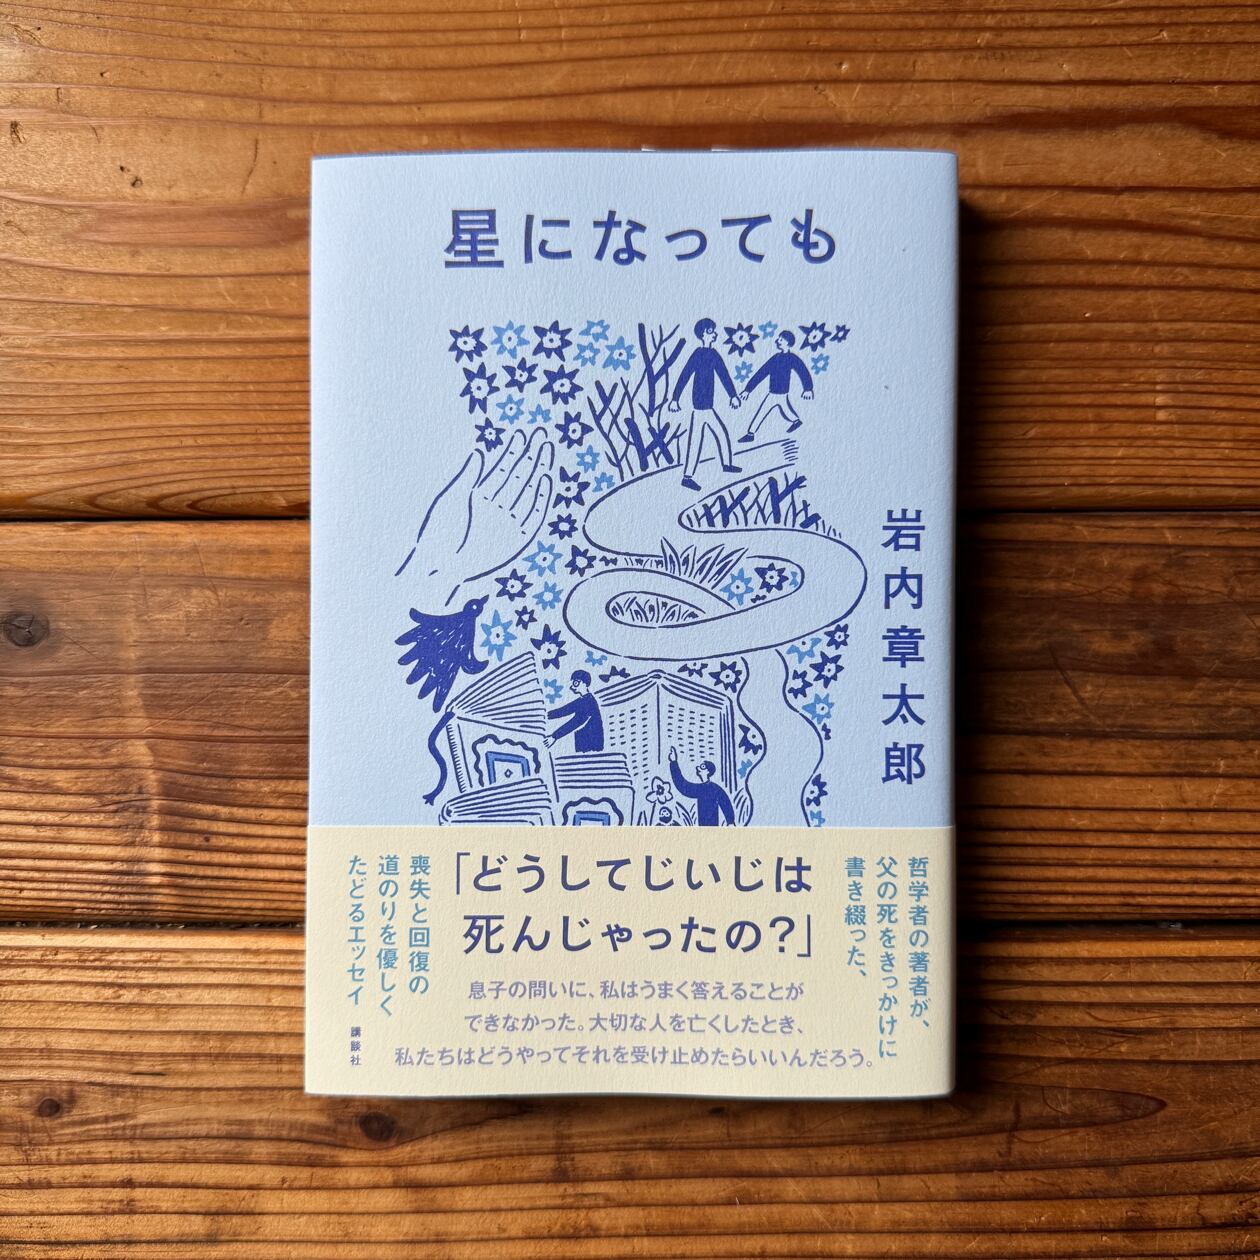 星になっても
岩内章太郎
哲学者の著者が、
父の死をきっかけに
書き綴った、
「どうしてじいじは
死んじゃったの？」
息子の問いに、私はうまく答えることが
できなかった。大切な人を亡くしたとき、
私たちはどうやってそれを受け止めたらいいんだろう。
喪失と回復の
道のりを優しく
たどるエッセイ
講談社